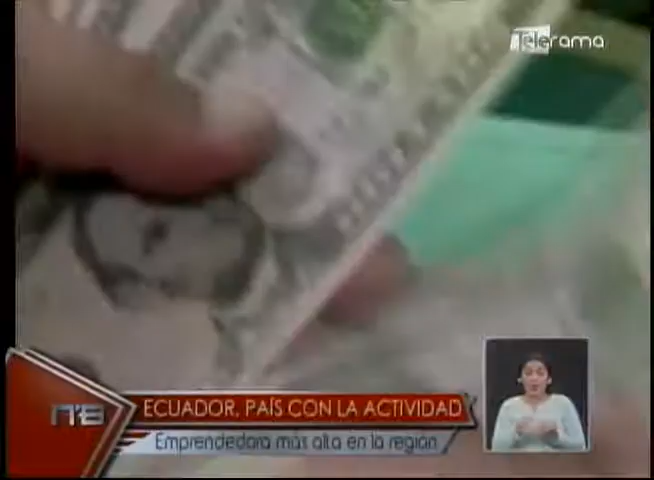 Telerama
ECUADOR, PAÍS CON LA ACTIVIDAD
Emprendedora más alta en la región